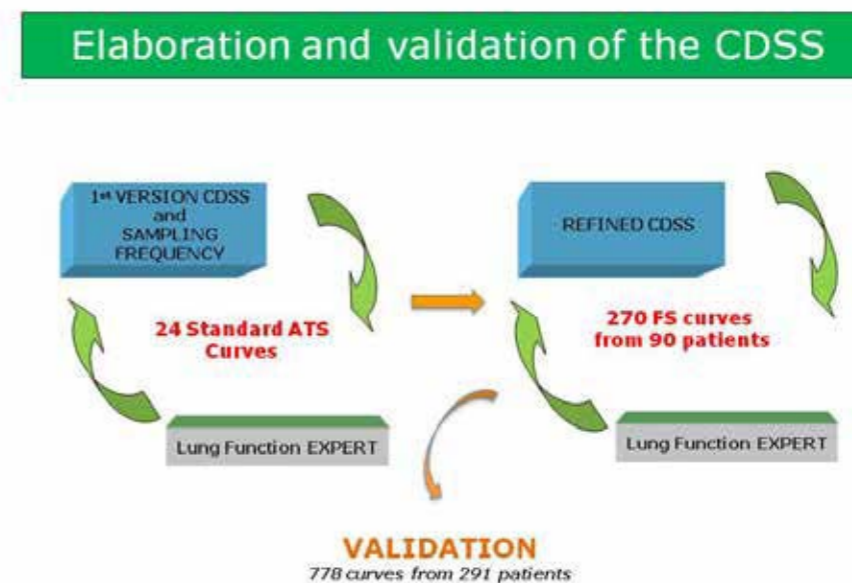 Elaboration and validation of the CDSS
1st VERSION CDSS
and
SAMPLING
FREQUENCY
24 Standard ATS
Curves
Lung Function EXPERT
REFINED CDSS
270 FS curves
from 90 patients
Lung Function EXPERT
VALIDATION
778 curves from 291 patients